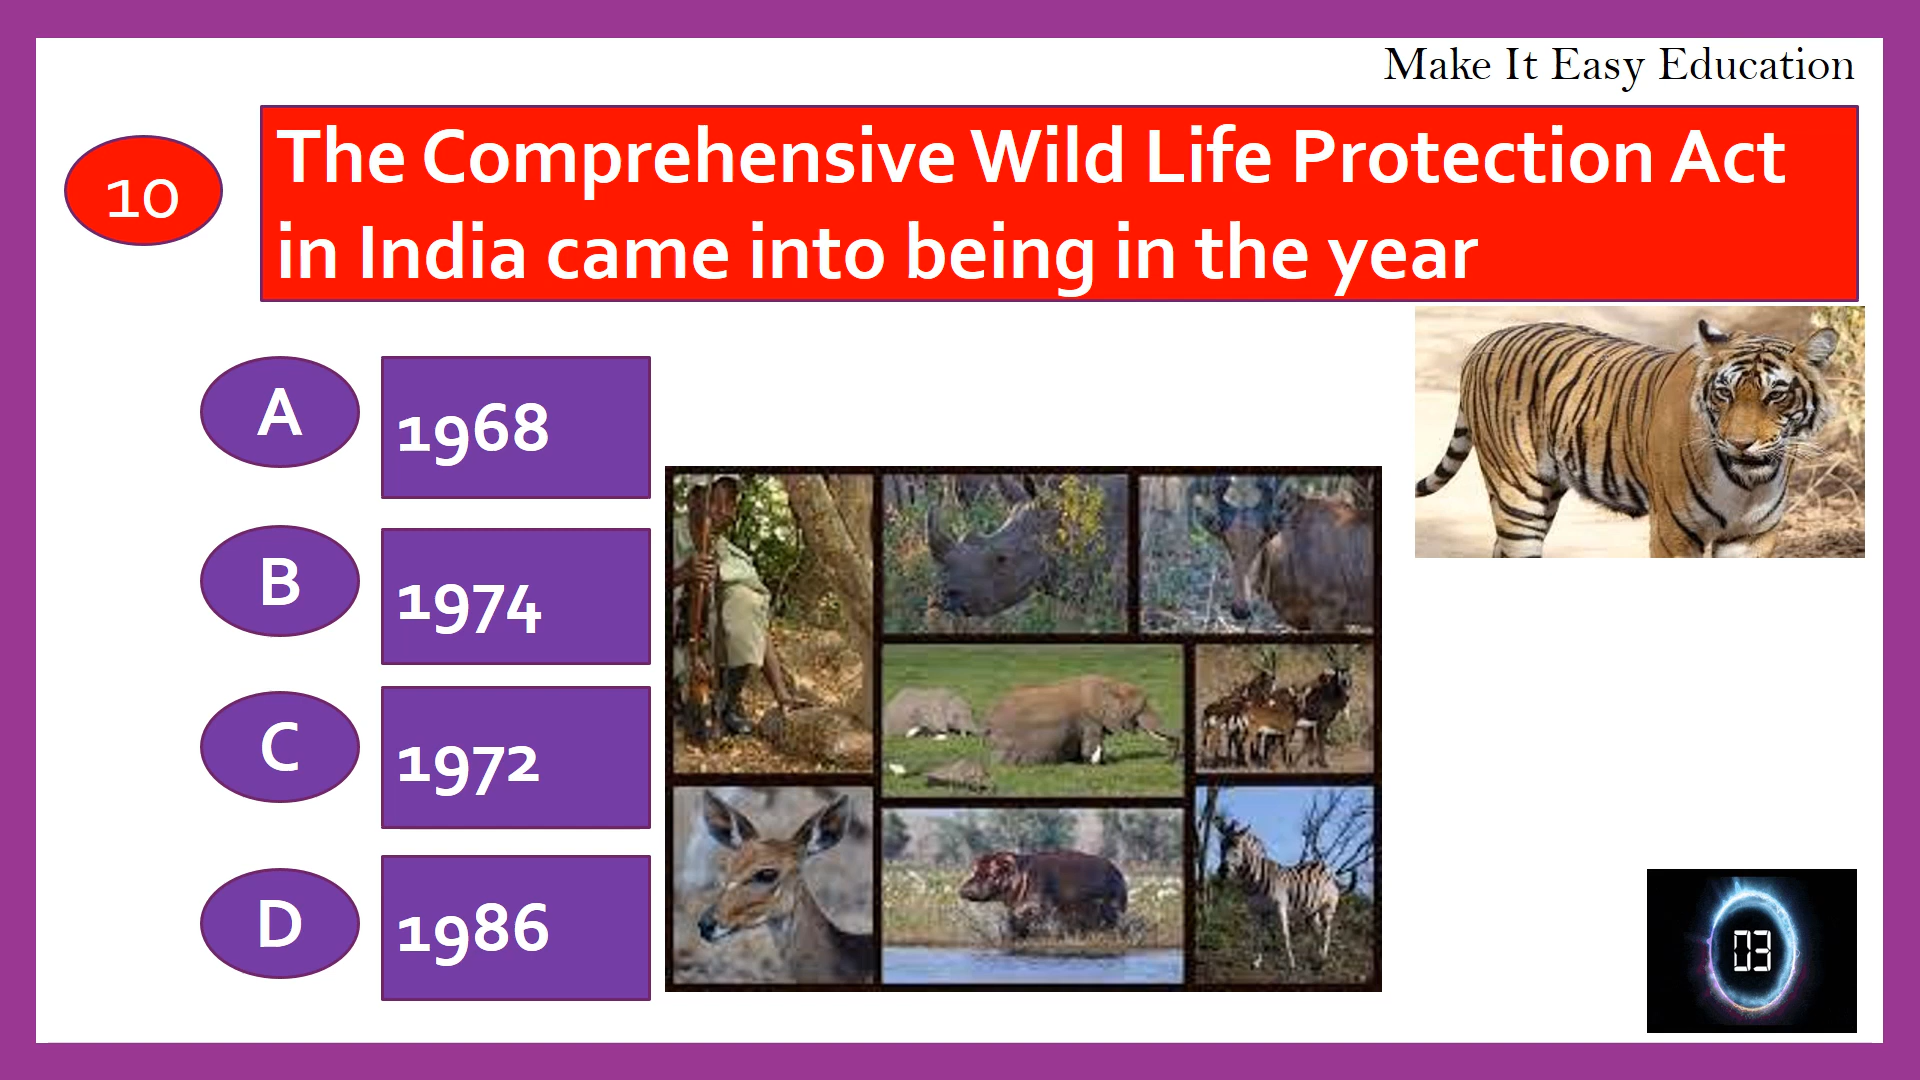 Make It Easy Education
10
The Comprehensive Wild Life Protection Act
in India came into being in the year
A
1968
B
1974
C
1972
D
1986
03